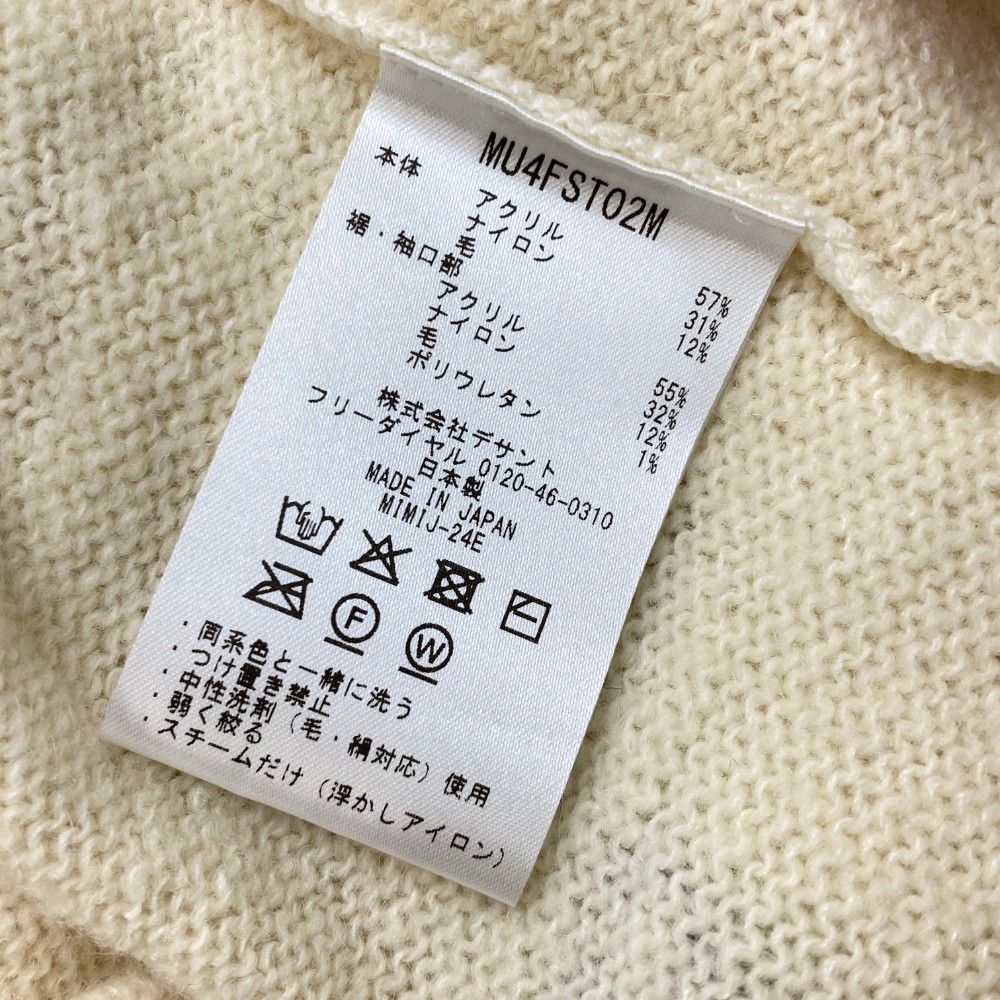 MU4FST02M
本体
アクリル 57%
ナイロン 31%
毛 12%
裾・袖口部
アクリル 55%
ナイロン 32%
毛 12%
ポリウレタン 1%
株式会社デサント
フリーダイヤル 0120-46-0310
日本製
MADE IN JAPAN
MIMIJ-24E
F W
・同系色と一緒に洗う
・つけ置き禁止
・中性洗剤(毛・絹対応)使用
・弱く絞る
・スチームだけ(浮かしアイロン)